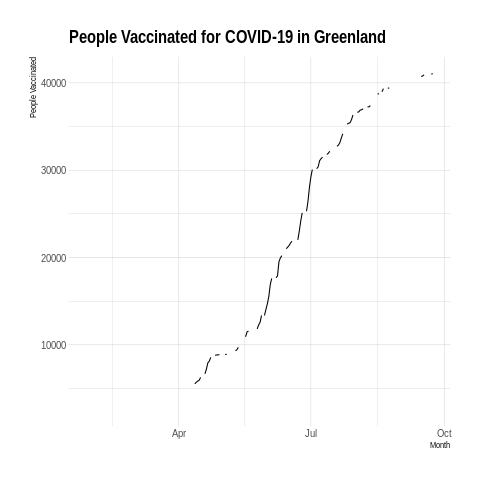 People Vaccinated for COVID-19 in Greenland
People Vaccinated
40000
30000
20000
10000
Apr
Jul
Oct
Month